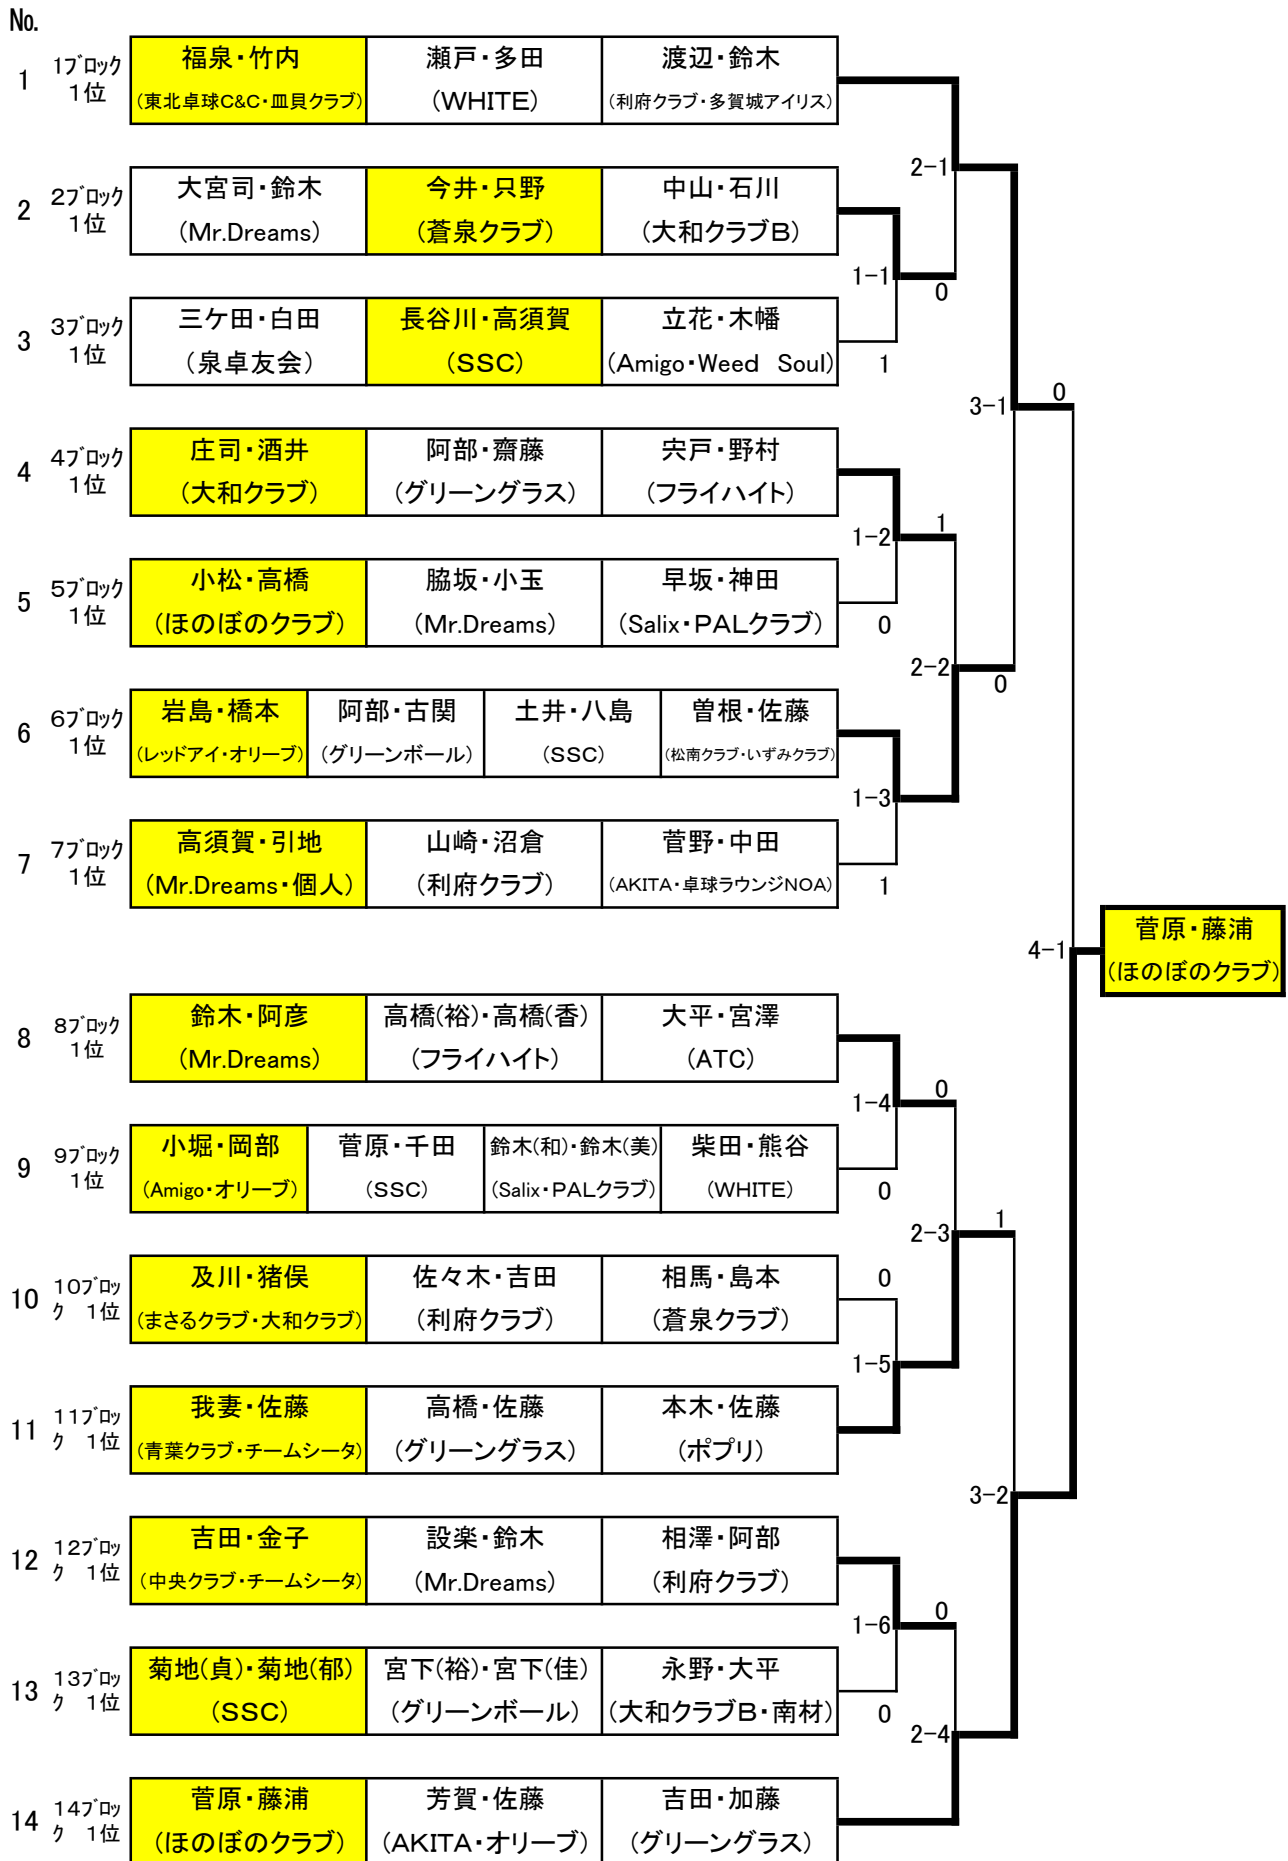 No.
1 1ブロック 1位
福泉・竹内 瀬戸・多田 渡辺・鈴木
(東北卓球C&C・皿貝クラブ) (WHITE) (利府クラブ・多賀城アイリス)
2-1
2 2ブロック 1位
大宮司・鈴木 今井・只野 中山・石川
(Mr.Dreams) (蒼泉クラブ) (大和クラブB)
1-1 0
3 3ブロック 1位
三ケ田・白田 長谷川・高須賀 立花・木幡
(泉卓友会) (SSC) (Amigo・Weed Soul) 1
3-1 0
4 4ブロック 1位
庄司・酒井 阿部・齋藤 宍戸・野村
(大和クラブ) (グリーングラス) (フライハイト)
1-2 1
5 5ブロック 1位
小松・高橋 脇坂・小玉 早坂・神田
(ほのぼのクラブ) (Mr.Dreams) (Salix・PALクラブ) 0
2-2 0
6 6ブロック 1位
岩島・橋本 阿部・古関 土井・八島 曽根・佐藤
(レッドアイ・オリーブ) (グリーンボール) (SSC) (松南クラブ・いずみクラブ)
1-3
7 7ブロック 1位
高須賀・引地 山崎・沼倉 菅野・中田
(Mr.Dreams・個人) (利府クラブ) (AKITA・卓球ラウンジNOA) 1
4-1
菅原・藤浦
(ほのぼのクラブ)
8 8ブロック 1位
鈴木・阿彦 高橋(裕)・高橋(香) 大平・宮澤
(Mr.Dreams) (フライハイト) (ATC)
1-4 0
9 9ブロック 1位
小堀・岡部 菅原・千田 鈴木(和)・鈴木(美) 柴田・熊谷
(Amigo・オリーブ) (SSC) (Salix・PALクラブ) (WHITE) 0
2-3 1
10 10ブロック 1位
及川・猪俣 佐々木・吉田 相馬・島本 0
(まさるクラブ・大和クラブ) (利府クラブ) (蒼泉クラブ)
1-5
11 11ブロック 1位
我妻・佐藤 高橋・佐藤 本木・佐藤
(青葉クラブ・チームシータ) (グリーングラス) (ポプリ)
3-2
12 12ブロック 1位
吉田・金子 設楽・鈴木 相澤・阿部
(中央クラブ・チームシータ) (Mr.Dreams) (利府クラブ)
1-6 0
13 13ブロック 1位
菊地(貞)・菊地(郁) 宮下(裕)・宮下(佳) 永野・大平
(SSC) (グリーンボール) (大和クラブB・南材) 0
2-4
14 14ブロック 1位
菅原・藤浦 芳賀・佐藤 吉田・加藤
(ほのぼのクラブ) (AKITA・オリーブ) (グリーングラス)